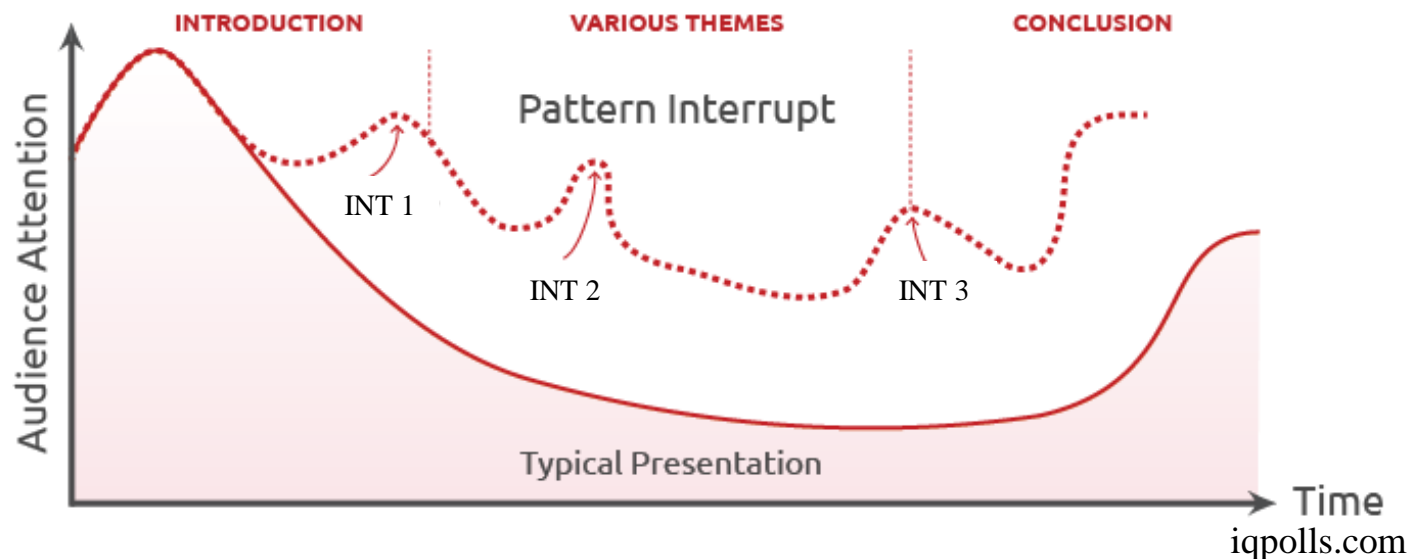 INTRODUCTION
VARIOUS THEMES
CONCLUSION
Audience Attention
Pattern Interrupt
INT 1
INT 2
INT 3
Typical Presentation
Time
iqpolls.com